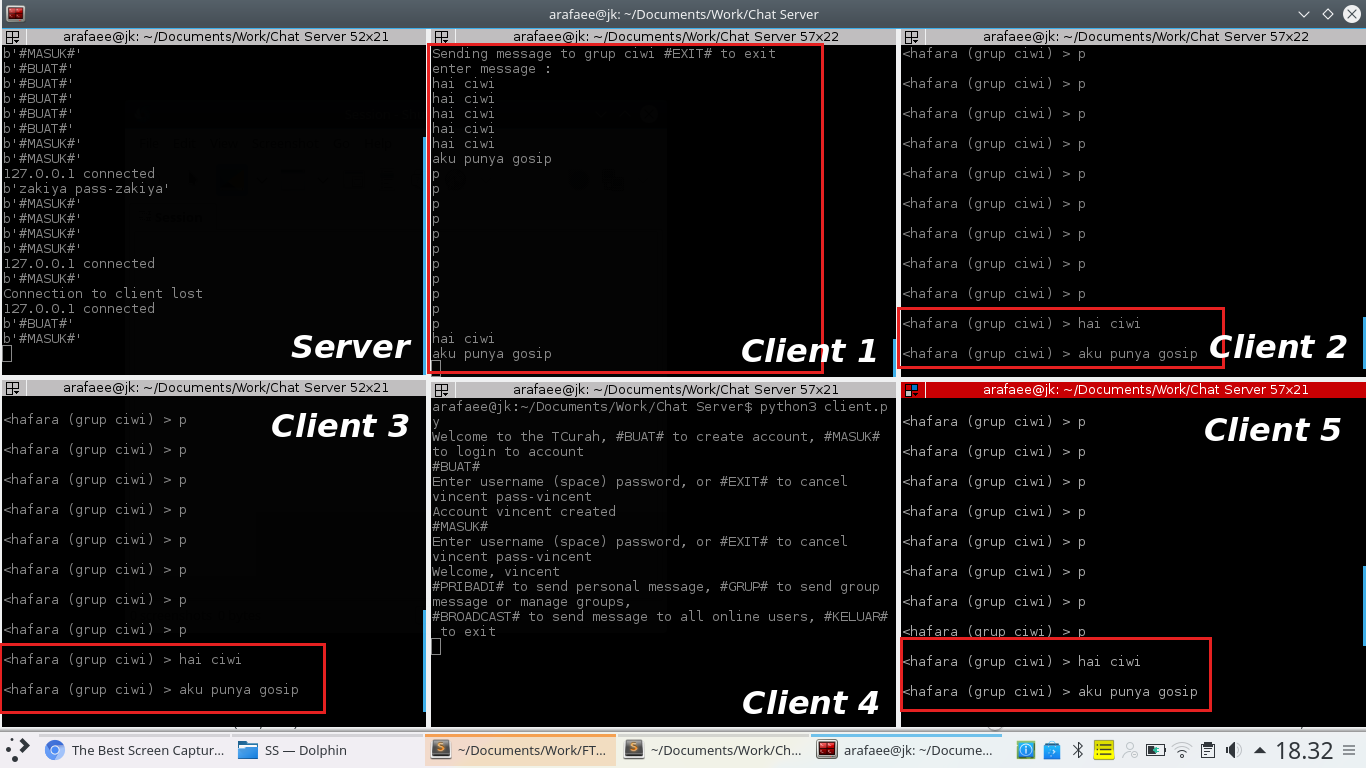 arafaee@jk: ~/Documents/Work/Chat Server
arafaee@jk: ~/Documents/Work/Chat Server 52x21
b'#MASUK#'
b'#BUAT#'
b'#BUAT#'
b'#BUAT#'
b'#BUAT#'
b'#BUAT#'
b'#MASUK#'
b'#MASUK#'
127.0.0.1 connected
b'zakiya pass-zakiya'
b'#MASUK#'
b'#MASUK#'
b'#MASUK#'
b'#MASUK#'
127.0.0.1 connected
b'#MASUK#'
Connection to client lost
127.0.0.1 connected
b'#BUAT#'
b'#MASUK#'
Server
arafaee@jk: ~/Documents/Work/Chat Server 57x22
Sending message to grup ciwi #EXIT# to exit
enter message :
hai ciwi
hai ciwi
hai ciwi
hai ciwi
hai ciwi
aku punya gosip
p
p
p
p
p
p
p
p
p
p
p
hai ciwi
aku punya gosip
Client 1
arafaee@jk: ~/Documents/Work/Chat Server 57x22
<hafara (grup ciwi) > p
<hafara (grup ciwi) > p
<hafara (grup ciwi) > p
<hafara (grup ciwi) > p
<hafara (grup ciwi) > p
<hafara (grup ciwi) > p
<hafara (grup ciwi) > p
<hafara (grup ciwi) > p
<hafara (grup ciwi) > p
<hafara (grup ciwi) > hai ciwi
<hafara (grup ciwi) > aku punya gosip
Client 2
arafaee@jk: ~/Documents/Work/Chat Server 52x21
<hafara (grup ciwi) > p
<hafara (grup ciwi) > p
<hafara (grup ciwi) > p
<hafara (grup ciwi) > p
<hafara (grup ciwi) > p
<hafara (grup ciwi) > p
<hafara (grup ciwi) > p
<hafara (grup ciwi) > p
<hafara (grup ciwi) > hai ciwi
<hafara (grup ciwi) > aku punya gosip
Client 3
arafaee@jk: ~/Documents/Work/Chat Server 57x21
arafaee@jk:~/Documents/Work/Chat Server$ python3 client.p
y
Welcome to the TCurah, #BUAT# to create account, #MASUK#
to login to account
#BUAT#
Enter username (space) password, or #EXIT# to cancel
vincent pass-vincent
Account vincent created
#MASUK#
Enter username (space) password, or #EXIT# to cancel
vincent pass-vincent
Welcome, vincent
#PRIBADI# to send personal message, #GRUP# to send group
message or manage groups,
#BROADCAST# to send message to all online users, #KELUAR#
to exit
Client 4
arafaee@jk: ~/Documents/Work/Chat Server 57x21
<hafara (grup ciwi) > p
<hafara (grup ciwi) > p
<hafara (grup ciwi) > p
<hafara (grup ciwi) > p
<hafara (grup ciwi) > p
<hafara (grup ciwi) > p
<hafara (grup ciwi) > p
<hafara (grup ciwi) > p
<hafara (grup ciwi) > hai ciwi
<hafara (grup ciwi) > aku punya gosip
Client 5
The Best Screen Captur...
SS — Dolphin
~/Documents/Work/FT...
~/Documents/Work/Ch...
arafaee@jk: ~/Docume...
18.32